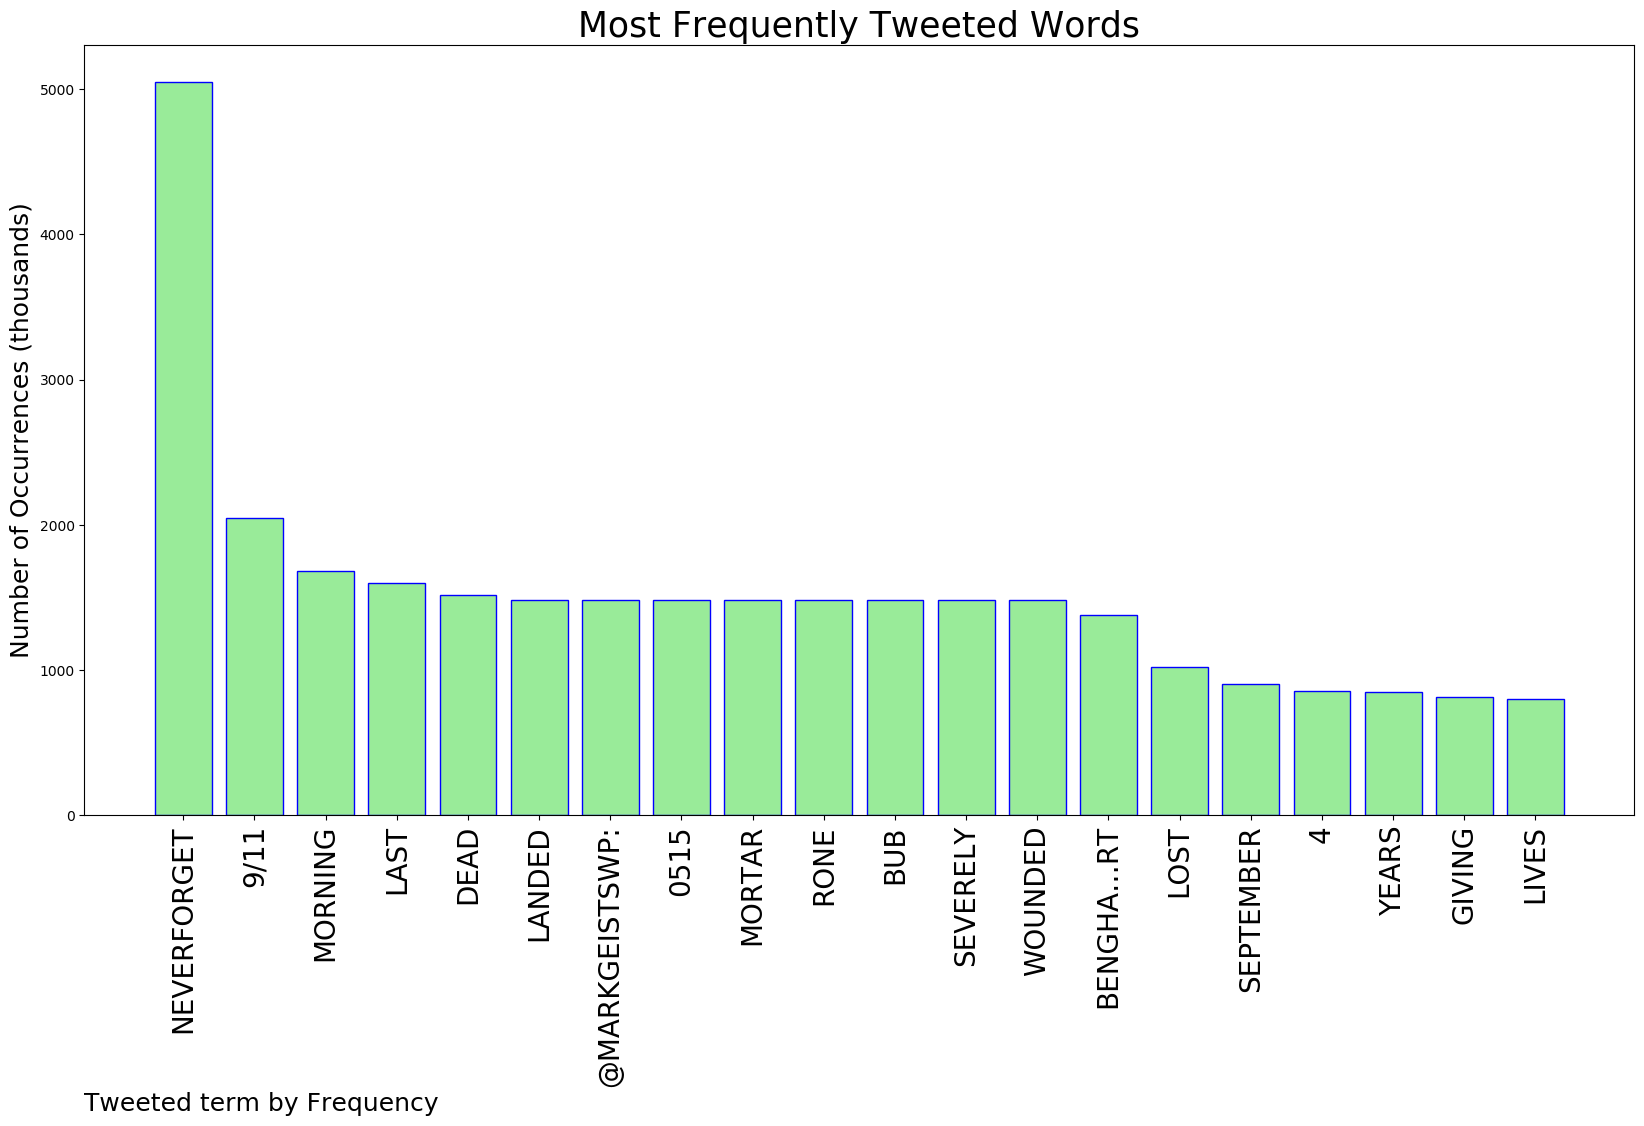 Most Frequently Tweeted Words
Number of Occurrences (thousands)
5000
4000
3000
2000
1000
0
NEVERFORGET
9/11
MORNING
LAST
DEAD
LANDED
@MARKGEISTSWP:
0515
MORTAR
RONE
BUB
SEVERELY
WOUNDED
BENGHA...RT
LOST
SEPTEMBER
4
YEARS
GIVING
LIVES
Tweeted term by Frequency